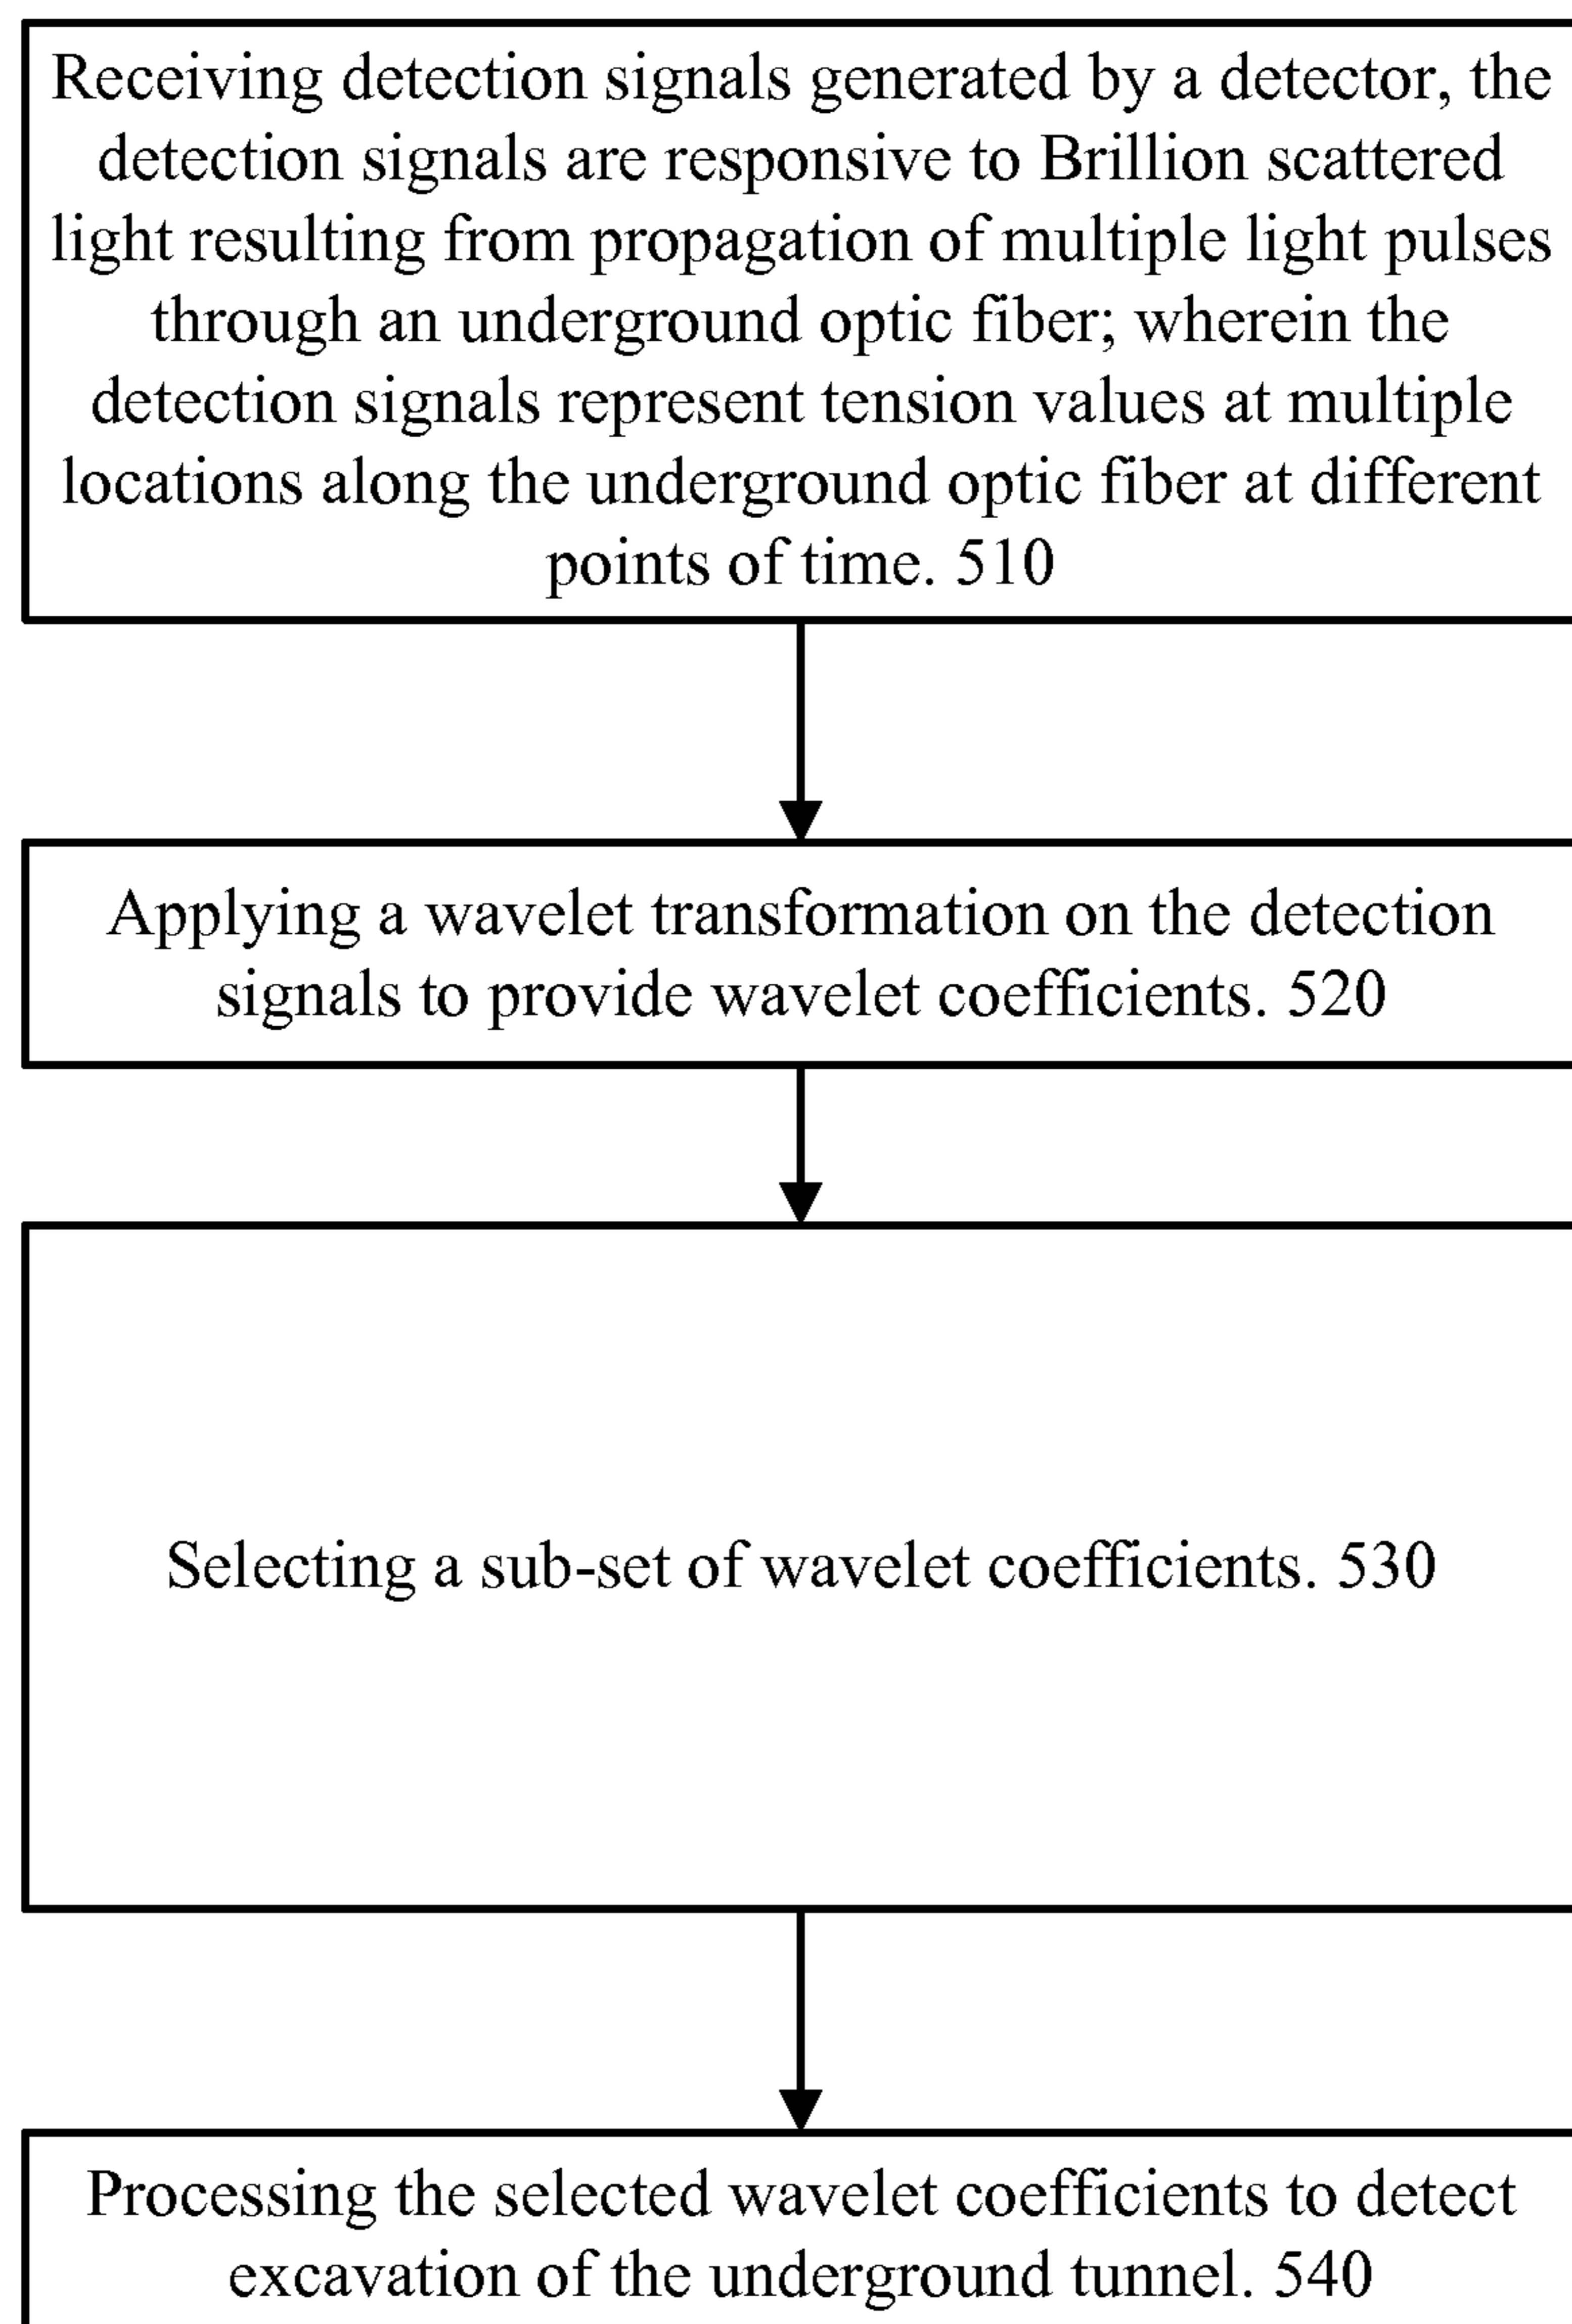 Receiving detection signals generated by a detector, the
detection signals are responsive to Brillion scattered
light resulting from propagation of multiple light pulses
through an underground optic fiber; wherein the
detection signals represent tension values at multiple
locations along the underground optic fiber at different
points of time. 510
Applying a wavelet transformation on the detection
signals to provide wavelet coefficients. 520
Selecting a sub-set of wavelet coefficients. 530
Processing the selected wavelet coefficients to detect
excavation of the underground tunnel. 540